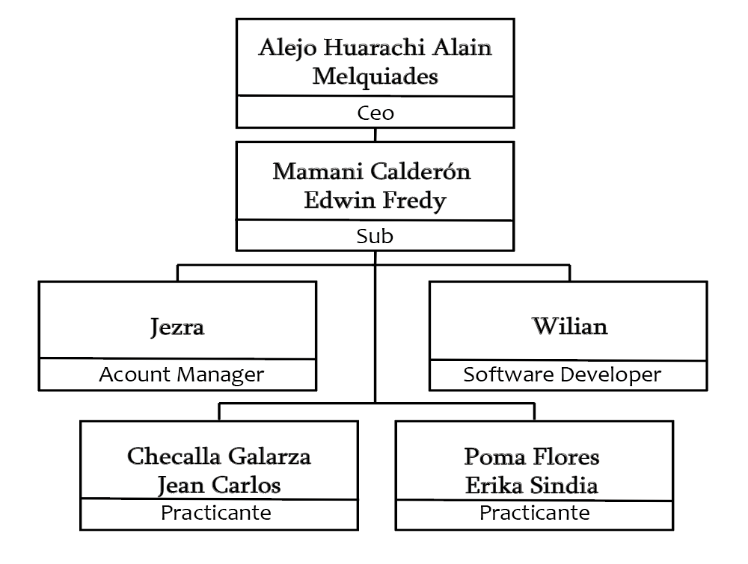 Alejo Huarachi Alain
Melquiades
Ceo
Mamani Calderón
Edwin Fredy
Sub
Jezra
Acount Manager
Wilian
Software Developer
Checalla Galarza
Jean Carlos
Practicante
Poma Flores
Erika Sindia
Practicante